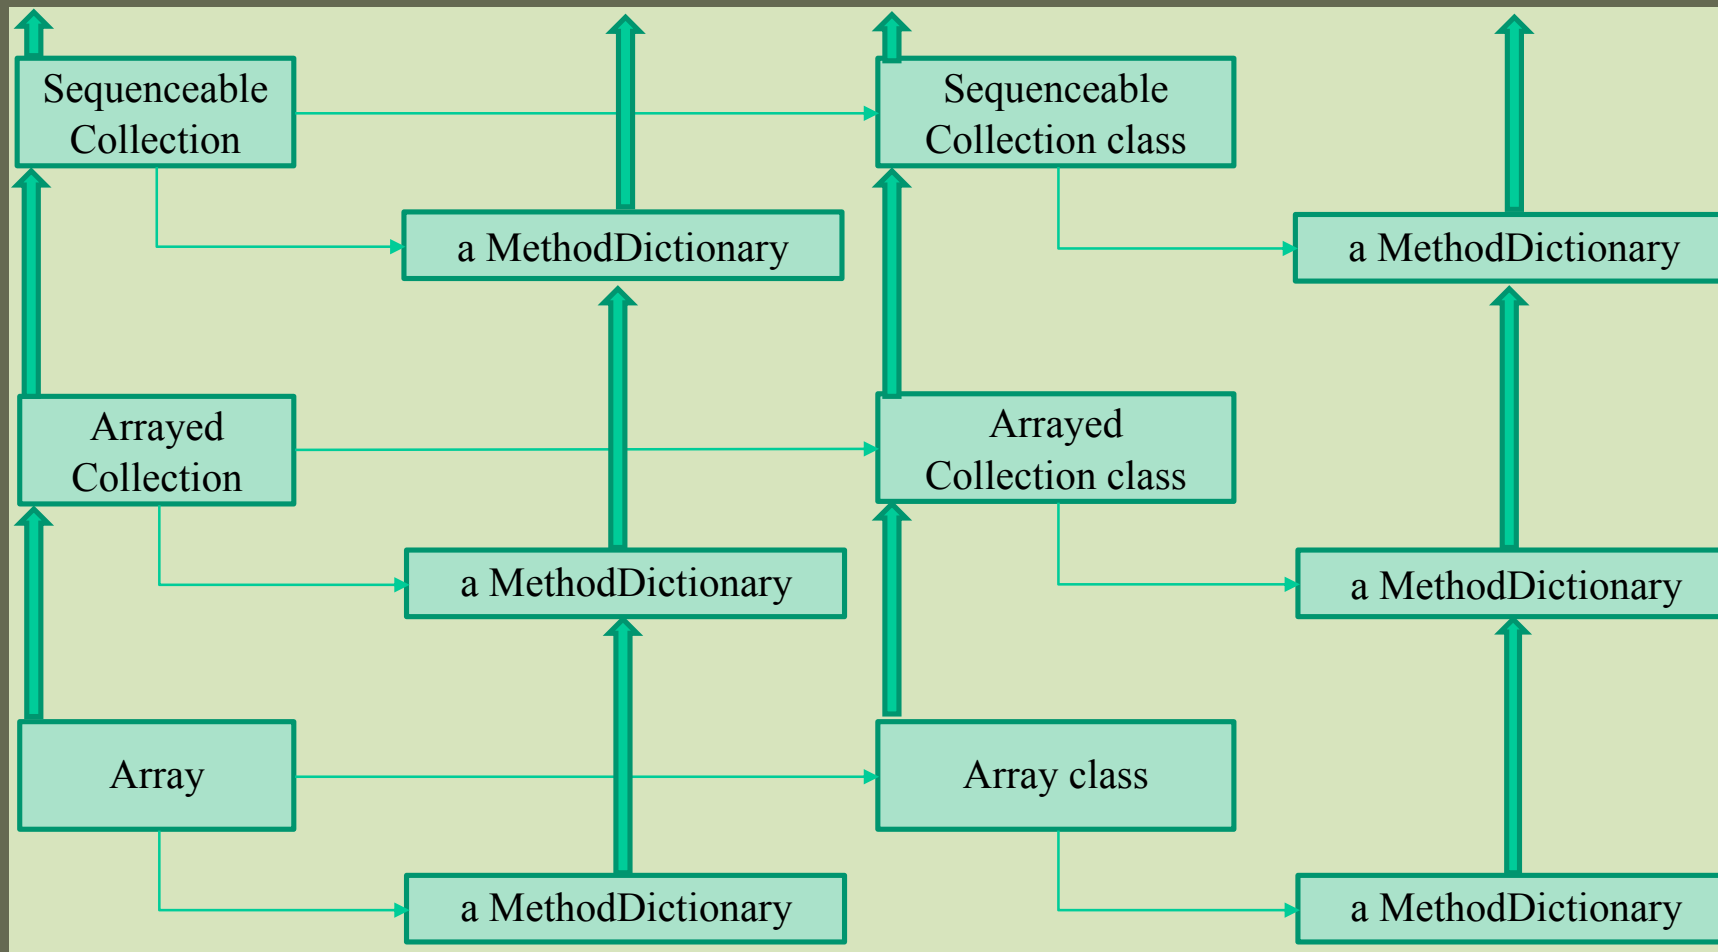 Sequenceable
Collection
Sequenceable
Collection class
a MethodDictionary
a MethodDictionary
Arrayed
Collection
Arrayed
Collection class
a MethodDictionary
a MethodDictionary
Array
Array class
a MethodDictionary
a MethodDictionary